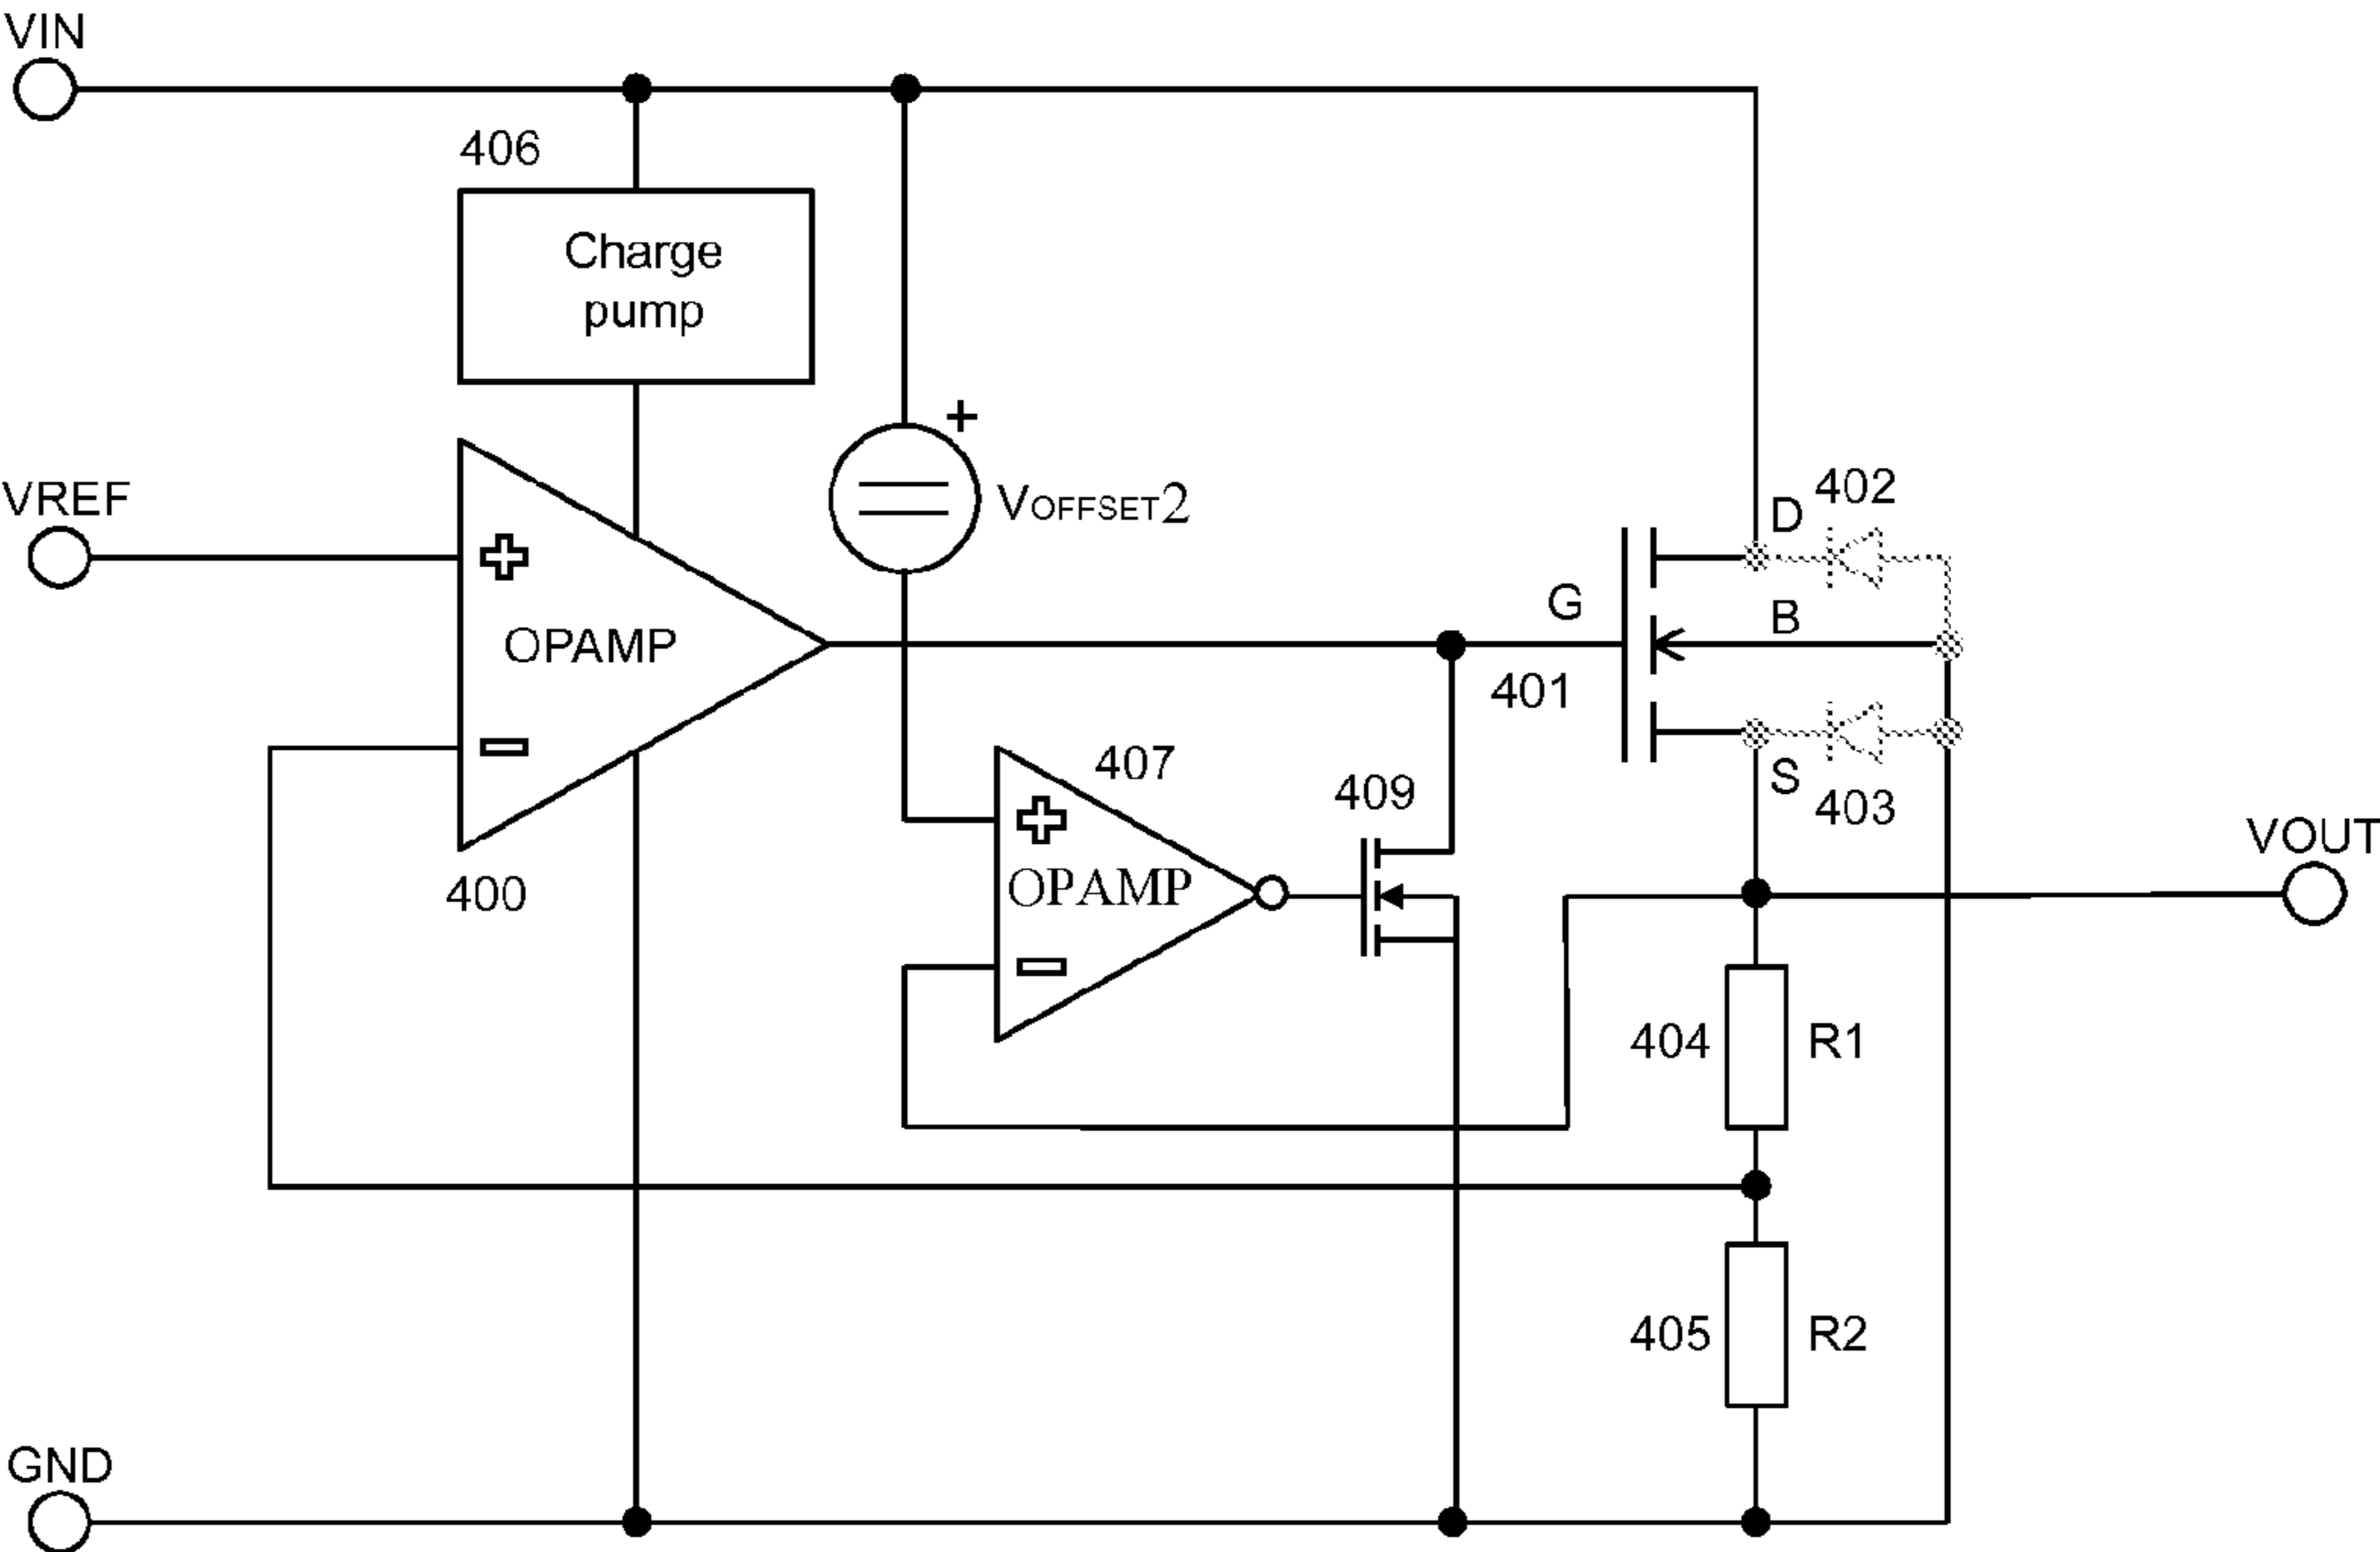 VIN
406
Charge
pump
+
VREF
VOFFSET2
402
D
G
B
OPAMP
401
S
403
407
409
VOUT
400
OPAMP
404
R1
405
R2
GND